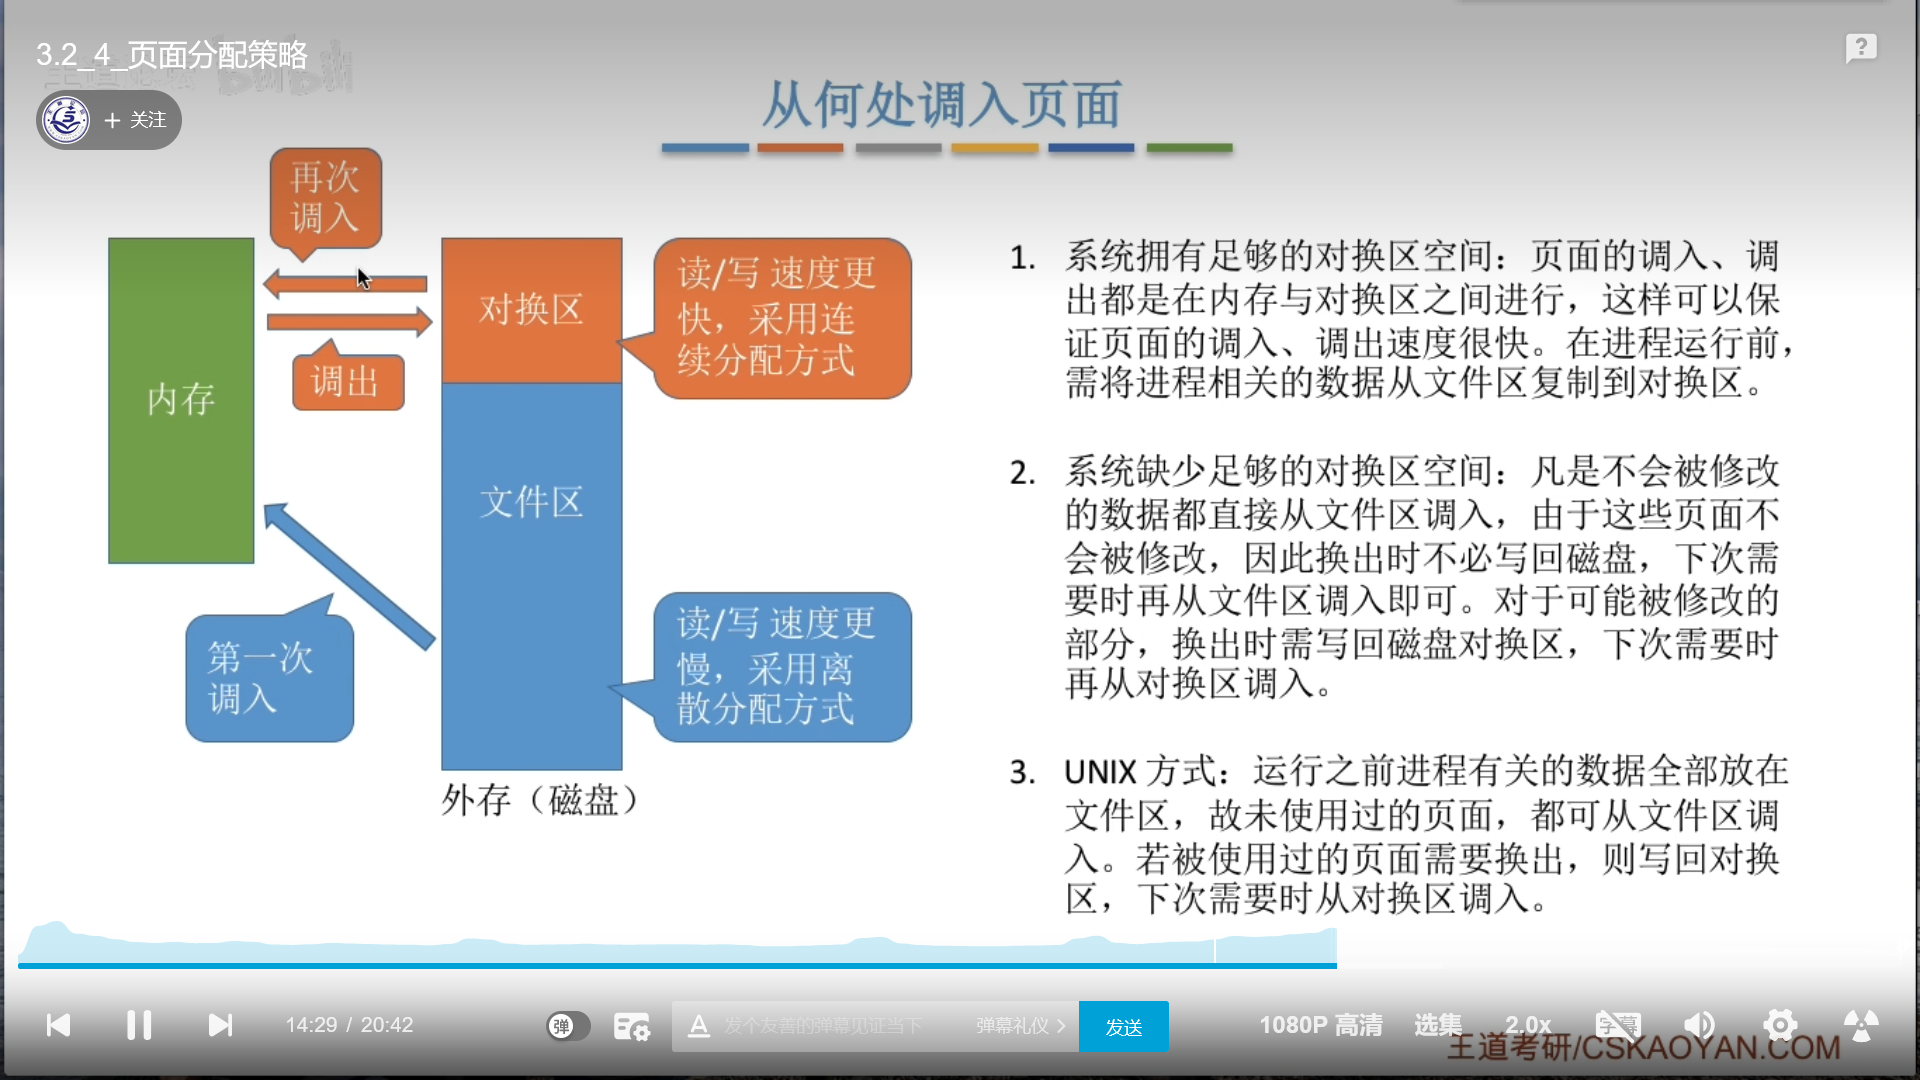 3.2_4_页面分配策略
+ 关注
从何处调入页面
再次
调入
调出
内存
第一次
调入
对换区
文件区
外存（磁盘）
读/写 速度更
快，采用连
续分配方式
读/写 速度更
慢，采用离
散分配方式
1. 系统拥有足够的对换区空间：页面的调入、调
出都是在内存与对换区之间进行，这样可以保
证页面的调入、调出速度很快。在进程运行前，
需将进程相关的数据从文件区复制到对换区。
2. 系统缺少足够的对换区空间：凡是不会被修改
的数据都直接从文件区调入，由于这些页面不
会被修改，因此换出时不必写回磁盘，下次需
要时再从文件区调入即可。对于可能被修改的
部分，换出时需写回磁盘对换区，下次需要时
再从对换区调入。
3. UNIX 方式：运行之前进程有关的数据全部放在
文件区，故未使用过的页面，都可从文件区调
入。若被使用过的页面需要换出，则写回对换
区，下次需要时从对换区调入。
14:29 / 20:42
弹
A 发个友善的弹幕见证当下
弹幕礼仪 >
发送
1080P 高清
选集
2.0x
字幕
王道考研/CSKAOYAN.COM